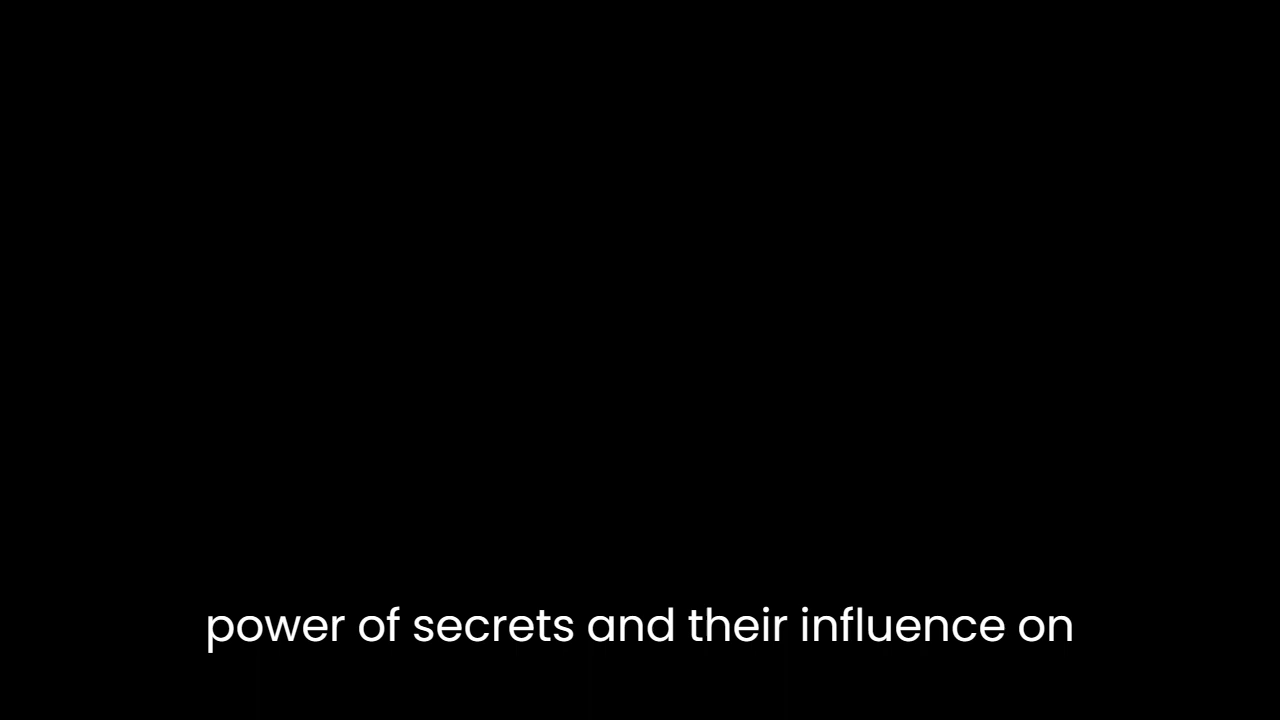 power of secrets and their influence on